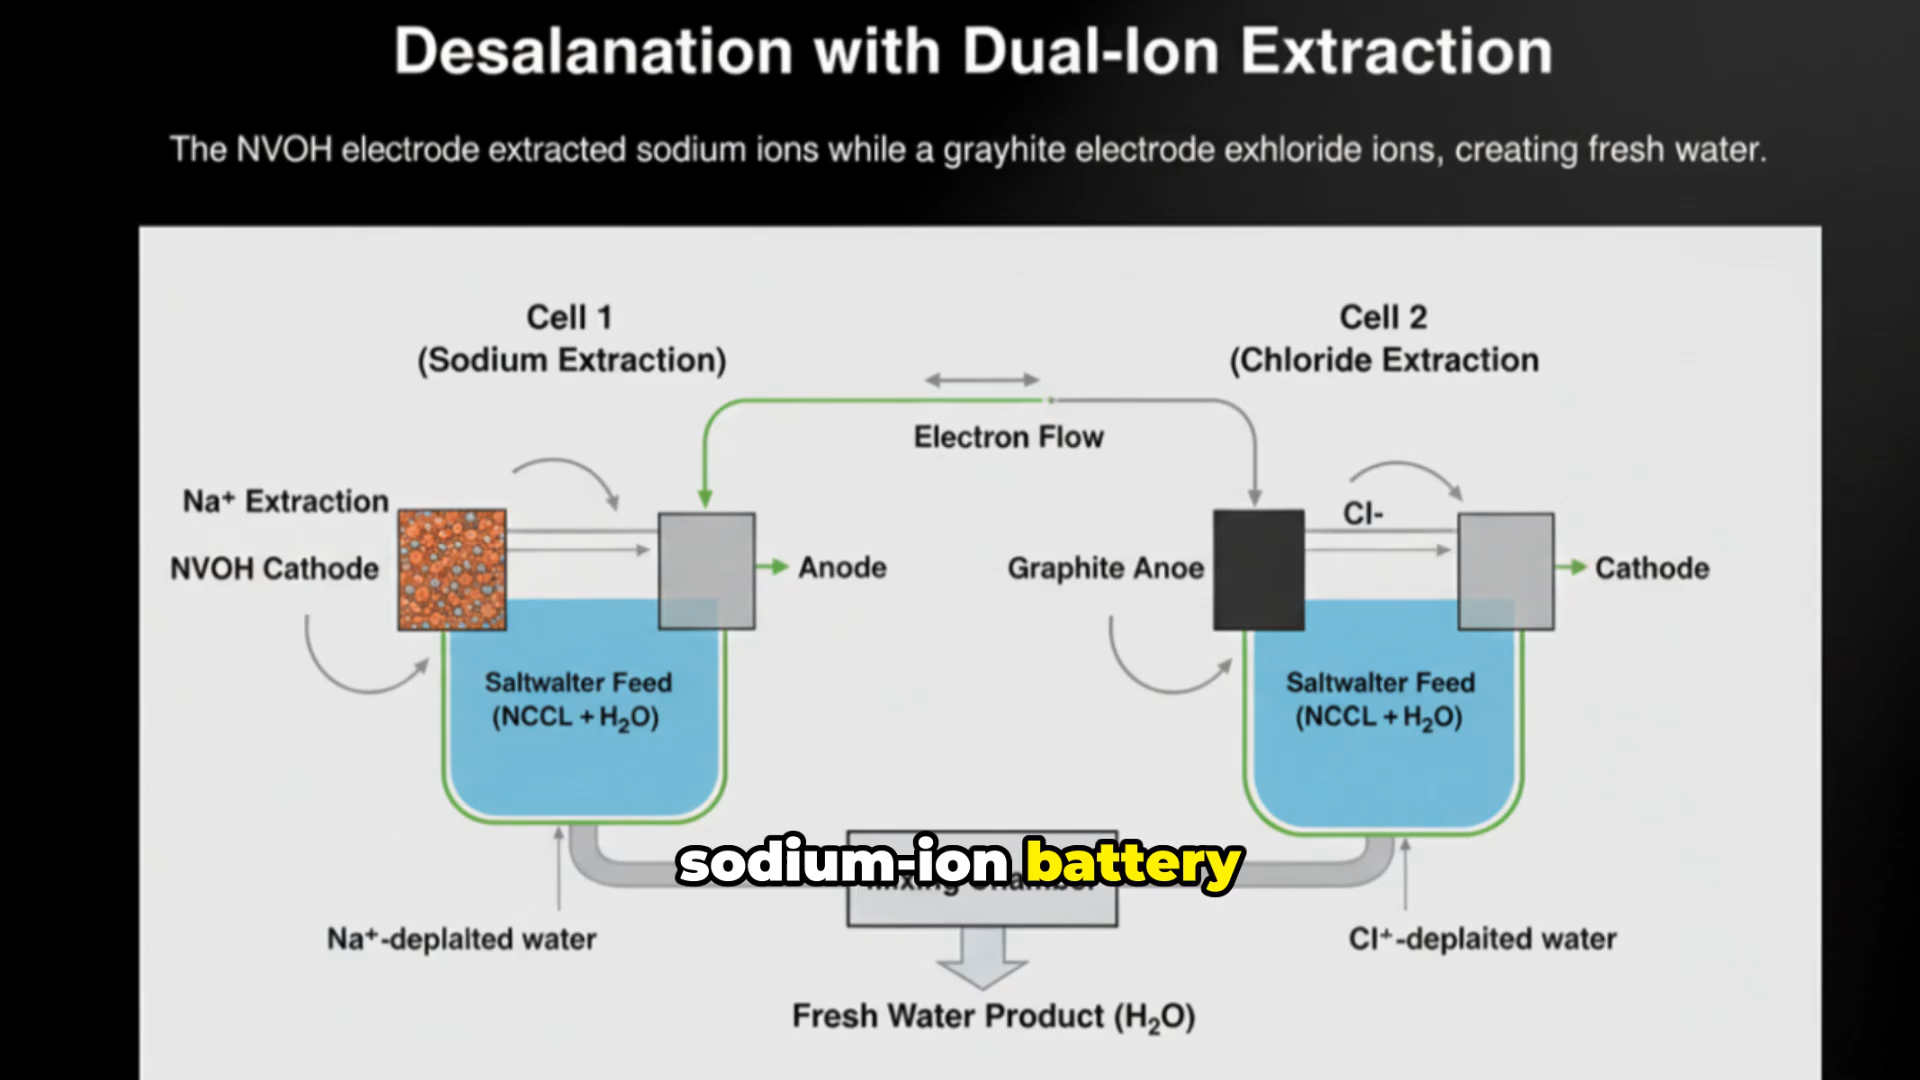 Desalanation with Dual-Ion Extraction
The NVOH electrode extracted sodium ions while a grayhite electrode exhloride ions, creating fresh water.
Cell 1
(Sodium Extraction)
Cell 2
(Chloride Extraction
Electron Flow
Na⁺ Extraction
NVOH Cathode
Anode
Graphite Anoe
Cl-
Cathode
Saltwalter Feed
(NCCL + H₂O)
Saltwalter Feed
(NCCL + H₂O)
sodium-ion battery
Na⁺-deplalted water
Cl⁺-deplaited water
Fresh Water Product (H₂O)